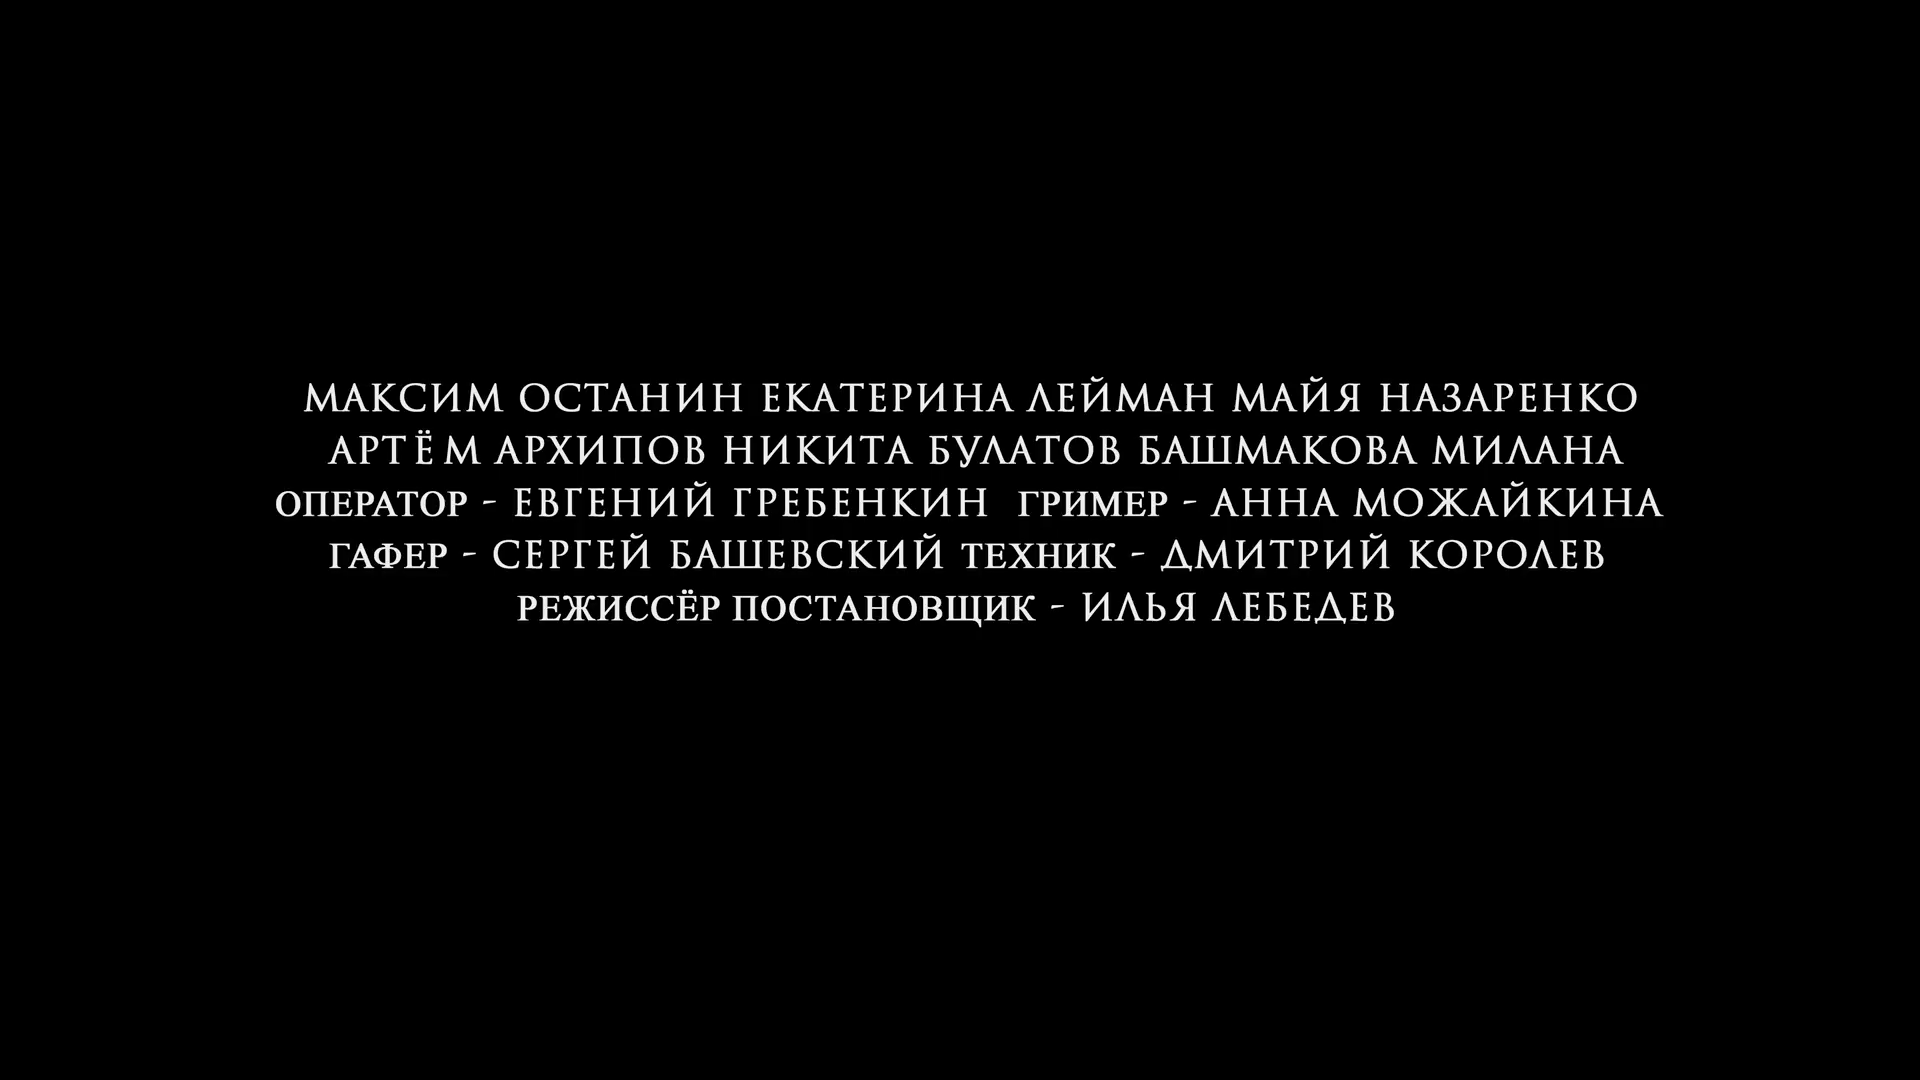 МАКСИМ ОСТАНИН ЕКАТЕРИНА ЛЕЙМАН МАЙЯ НАЗАРЕНКО
АРТЁМ АРХИПОВ НИКИТА БУЛАТОВ БАШМАКОВА МИЛАНА
ОПЕРАТОР - ЕВГЕНИЙ ГРЕБЕНКИН ГРИМЕР - АННА МОЖАЙКИНА
ГАФЕР - СЕРГЕЙ БАШЕВСКИЙ ТЕХНИК - ДМИТРИЙ КОРОЛЕВ
РЕЖИССЁР ПОСТАНОВЩИК - ИЛЬЯ ЛЕБЕДЕВ